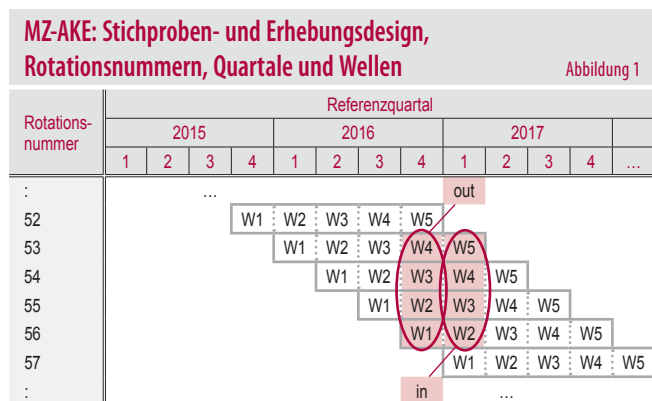 MZ-AKE: Stichproben- und Erhebungsdesign,
Rotationsnummern, Quartale und Wellen Abbildung 1
Rotations-
nummer
Referenzquartal
2015 2016 2017
1 2 3 4 1 2 3 4 1 2 3 4 ...
: ... out
52 W1 W2 W3 W4 W5
53 W1 W2 W3 W4 W5
54 W1 W2 W3 W4 W5
55 W1 W2 W3 W4 W5
56 W1 W2 W3 W4 W5
57 W1 W2 W3 W4 W5
: in ...